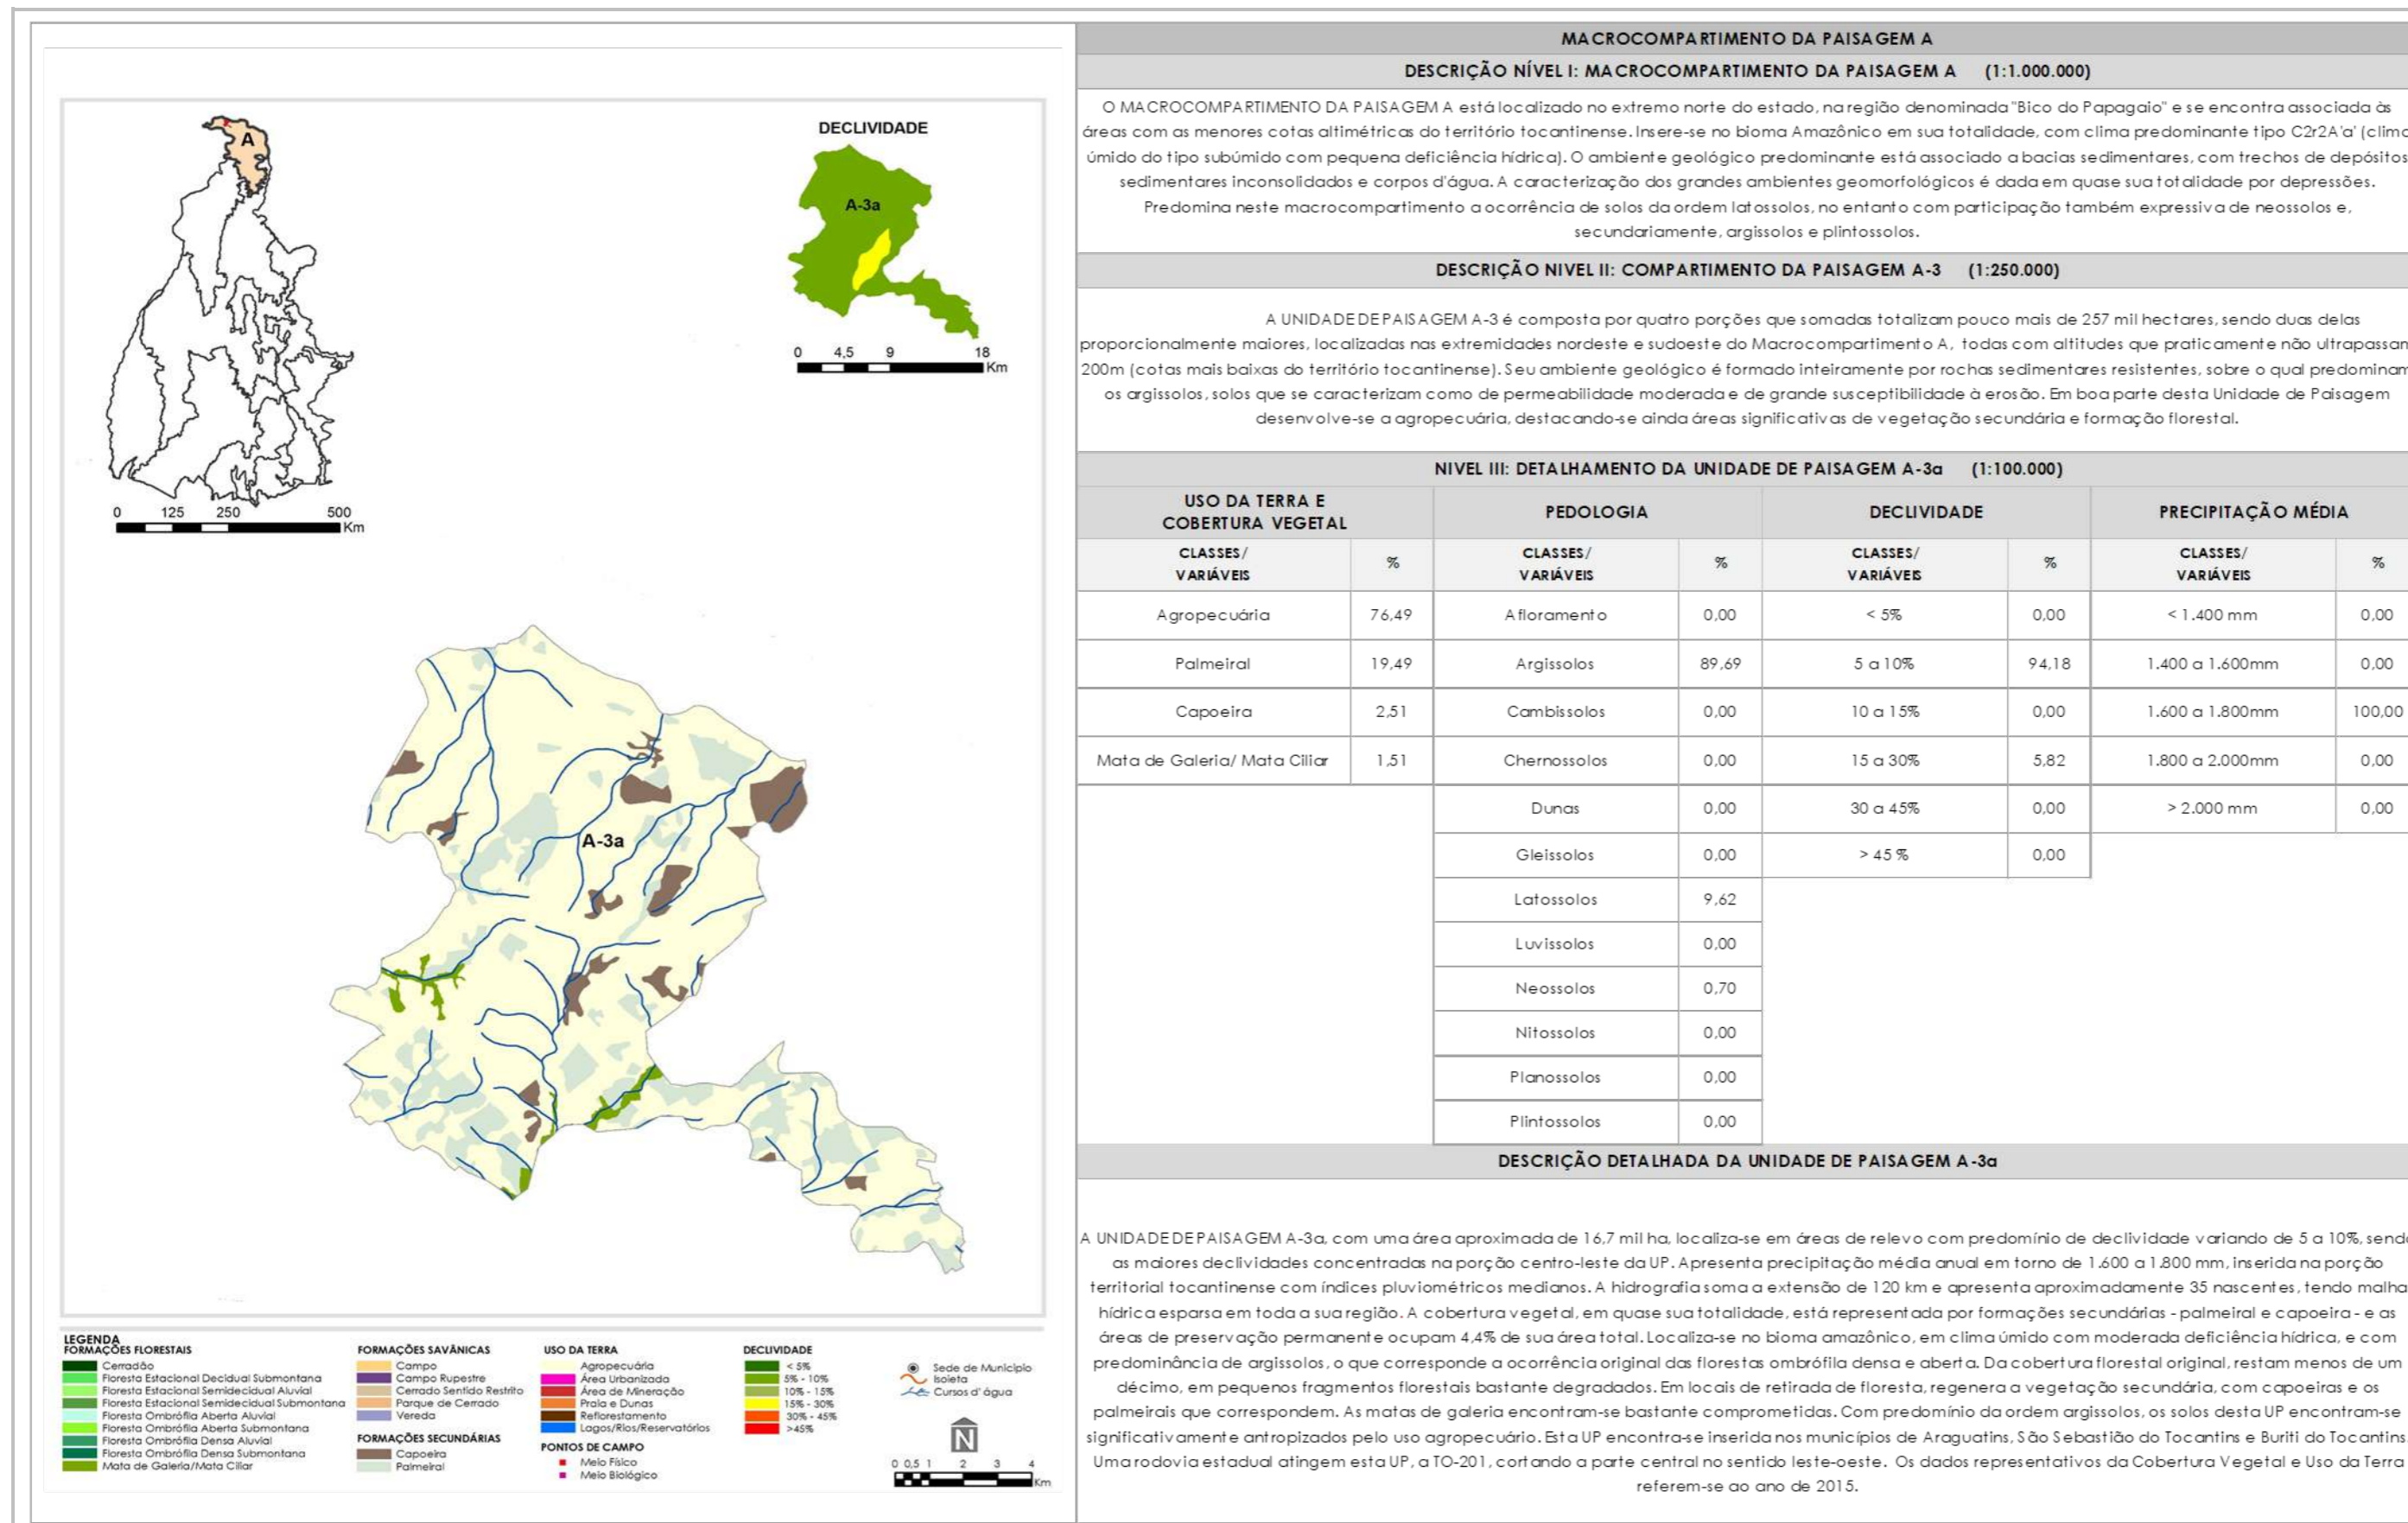 A
0 125 250 500
Km
DECLIVIDADE
A-3a
0 4,5 9 18
Km
A-3a
LEGENDA
FORMAÇÕES FLORESTAIS
Cerradão
Floresta Estacional Decidual Submontana
Floresta Estacional Semidecidual Aluvial
Floresta Estacional Semidecidual Submontana
Floresta Ombrófila Aberta Aluvial
Floresta Ombrófila Aberta Submontana
Floresta Ombrófila Densa Aluvial
Floresta Ombrófila Densa Submontana
Mata de Galeria/Mata Ciliar
FORMAÇÕES SAVÂNICAS
Campo
Campo Rupestre
Cerrado Sentido Restrito
Parque de Cerrado
Vereda
FORMAÇÕES SECUNDÁRIAS
Capoeira
Palmeiral
USO DA TERRA
Agropecuária
Área Urbanizada
Área de Mineração
Praia e Dunas
Reflorestamento
Lagos/Rios/Reservatórios
PONTOS DE CAMPO
Meio Físico
Meio Biológico
DECLIVIDADE
< 5%
5% - 10%
10% - 15%
15% - 30%
30% - 45%
>45%
Sede de Município
Isoieta
Cursos d' água
N
0 0,5 1 2 3 4
Km
MACROCOMPARTIMENTO DA PAISAGEM A
DESCRIÇÃO NÍVEL I: MACROCOMPARTIMENTO DA PAISAGEM A (1:1.000.000)
O MACROCOMPARTIMENTO DA PAISAGEM A está localizado no extremo norte do estado, na região denominada "Bico do Papagaio" e se encontra associada às
áreas com as menores cotas altimétricas do território tocantinense. Insere-se no bioma Amazônico em sua totalidade, com clima predominante tipo C2r2A'a' (clima
úmido do tipo subúmido com pequena deficiência hídrica). O ambiente geológico predominante está associado a bacias sedimentares, com trechos de depósitos
sedimentares inconsolidados e corpos d'água. A caracterização dos grandes ambientes geomorfológicos é dada em quase sua totalidade por depressões.
Predomina neste macrocompartimento a ocorrência de solos da ordem latossolos, no entanto com participação também expressiva de neossolos e,
secundariamente, argissolos e plintossolos.
DESCRIÇÃO NIVEL II: COMPARTIMENTO DA PAISAGEM A-3 (1:250.000)
A UNIDADE DE PAISAGEM A-3 é composta por quatro porções que somadas totalizam pouco mais de 257 mil hectares, sendo duas delas
proporcionalmente maiores, localizadas nas extremidades nordeste e sudoeste do Macrocompartimento A, todas com altitudes que praticamente não ultrapassam
200m (cotas mais baixas do território tocantinense). Seu ambiente geológico é formado inteiramente por rochas sedimentares resistentes, sobre o qual predominam
os argissolos, solos que se caracterizam como de permeabilidade moderada e de grande susceptibilidade à erosão. Em boa parte desta Unidade de Paisagem
desenvolve-se a agropecuária, destacando-se ainda áreas significativas de vegetação secundária e formação florestal.
NIVEL III: DETALHAMENTO DA UNIDADE DE PAISAGEM A-3a (1:100.000)
USO DA TERRA E COBERTURA VEGETAL PEDOLOGIA DECLIVIDADE PRECIPITAÇÃO MÉDIA
CLASSES/ VARIÁVEIS % CLASSES/ VARIÁVEIS % CLASSES/ VARIÁVEIS % CLASSES/ VARIÁVEIS %
Agropecuária 76,49 Afloramento 0,00 < 5% 0,00 < 1.400 mm 0,00
Palmeiral 19,49 Argissolos 89,69 5 a 10% 94,18 1.400 a 1.600mm 0,00
Capoeira 2,51 Cambissolos 0,00 10 a 15% 0,00 1.600 a 1.800mm 100,00
Mata de Galeria/ Mata Ciliar 1,51 Chernossolos 0,00 15 a 30% 5,82 1.800 a 2.000mm 0,00
Dunas 0,00 30 a 45% 0,00 > 2.000 mm 0,00
Gleissolos 0,00 > 45 % 0,00
Latossolos 9,62
Luvissolos 0,00
Neossolos 0,70
Nitossolos 0,00
Planossolos 0,00
Plintossolos 0,00
DESCRIÇÃO DETALHADA DA UNIDADE DE PAISAGEM A-3a
A UNIDADE DE PAISAGEM A-3a, com uma área aproximada de 16,7 mil ha, localiza-se em áreas de relevo com predomínio de declividade variando de 5 a 10%, sendo
as maiores declividades concentradas na porção centro-leste da UP. Apresenta precipitação média anual em torno de 1.600 a 1.800 mm, inserida na porção
territorial tocantinense com índices pluviométricos medianos. A hidrografia soma a extensão de 120 km e apresenta aproximadamente 35 nascentes, tendo malha
hídrica esparsa em toda a sua região. A cobertura vegetal, em quase sua totalidade, está representada por formações secundárias - palmeiral e capoeira - e as
áreas de preservação permanente ocupam 4,4% de sua área total. Localiza-se no bioma amazônico, em clima úmido com moderada deficiência hídrica, e com
predominância de argissolos, o que corresponde a ocorrência original das florestas ombrófila densa e aberta. Da cobertura florestal original, restam menos de um
décimo, em pequenos fragmentos florestais bastante degradados. Em locais de retirada de floresta, regenera a vegetação secundária, com capoeiras e os
palmeirais que correspondem. As matas de galeria encontram-se bastante comprometidas. Com predomínio da ordem argissolos, os solos desta UP encontram-se
significativamente antropizados pelo uso agropecuário. Esta UP encontra-se inserida nos municípios de Araguatins, São Sebastião do Tocantins e Buriti do Tocantins.
Uma rodovia estadual atingem esta UP, a TO-201, cortando a parte central no sentido leste-oeste. Os dados representativos da Cobertura Vegetal e Uso da Terra
referem-se ao ano de 2015.